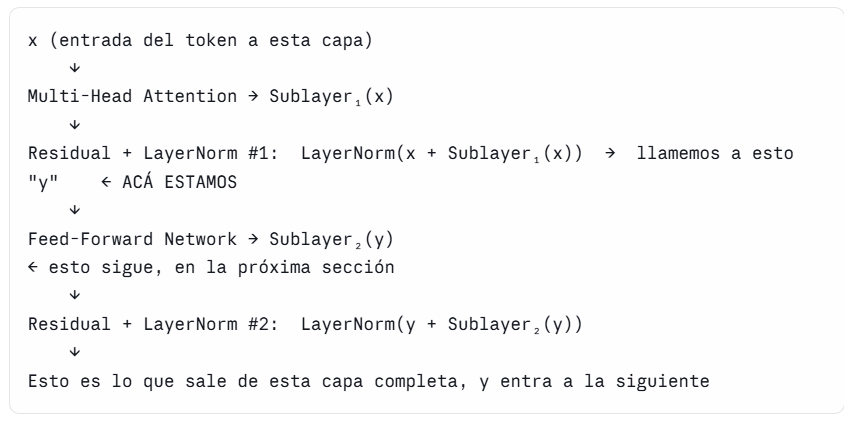 x (entrada del token a esta capa)
↓
Multi-Head Attention → Sublayer₁(x)
↓
Residual + LayerNorm #1:  LayerNorm(x + Sublayer₁(x))  →  llamemos a esto
"y"    ← ACÁ ESTAMOS
↓
Feed-Forward Network → Sublayer₂(y)
← esto sigue, en la próxima sección
↓
Residual + LayerNorm #2:  LayerNorm(y + Sublayer₂(y))
↓
Esto es lo que sale de esta capa completa, y entra a la siguiente